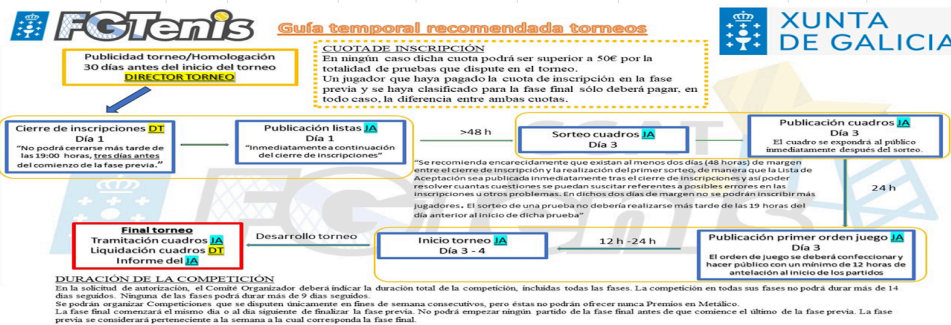 FGTenis
Guía temporal recomendada torneos
XUNTA
DE GALICIA
Publicidad torneo/Homologación
30 días antes del inicio del torneo
DIRECTOR TORNEO
CUOTA DE INSCRIPCIÓN
En ningún caso dicha cuota podrá ser superior a 50€ por la
totalidad de pruebas que dispute en el torneo.
Un jugador que haya pagado la cuota de inscripción en la fase
previa y se haya clasificado para la fase final sólo deberá pagar, en
todo caso, la diferencia entre ambas cuotas.
Cierre de inscripciones DT
Día 1
"No podrá cerrarse más tarde de
las 19:00 horas, tres días antes
del comienzo de la fase previa."
Publicación listas JA
Día 1
"Inmediatamente a continuación
del cierre de inscripciones"
>48 h
Sorteo cuadros JA
Día 3
Publicación cuadros JA
Día 3
El cuadro se expondrá al público
inmediatamente después del sorteo.
"Se recomienda encarecidamente que existan al menos dos días (48 horas) de margen
entre el cierre de inscripción y la realización del primer sorteo, de manera que la Lista de
Aceptación sea publicada inmediatamente tras el cierre de inscripciones y así poder
resolver cuantas cuestiones se puedan suscitar referentes a posibles errores en las
inscripciones u otros problemas. En dichos dos días de margen no se podrán inscribir más
jugadores. El sorteo de una prueba no debería realizarse más tarde de las 19 horas del
día anterior al inicio de dicha prueba"
24 h
Final torneo
Tramitación cuadros JA
Liquidación cuadros DT
Informe del JA
Desarrollo torneo
Inicio torneo JA
Día 3 - 4
12 h -24 h
Publicación primer orden juego JA
Día 3
El orden de juego se deberá confeccionar y
hacer público con un mínimo de 12 horas de
antelación al inicio de los partidos
DURACIÓN DE LA COMPETICIÓN
En la solicitud de autorización, el Comité Organizador deberá indicar la duración total de la competición, incluidas todas las fases. La competición en todas sus fases no podrá durar más de 14
días seguidos. Ninguna de las fases podrá durar más de 9 días seguidos.
Se podrán organizar Competiciones que se disputen únicamente en fines de semana consecutivos, pero éstas no podrán ofrecer nunca Premios en Metálico.
La fase final comenzará el mismo día o al día siguiente de finalizar la fase previa. No podrá empezar ningún partido de la fase final antes de que comience el último de la fase previa. La fase
previa se considerará perteneciente a la semana a la cual corresponda la fase final.